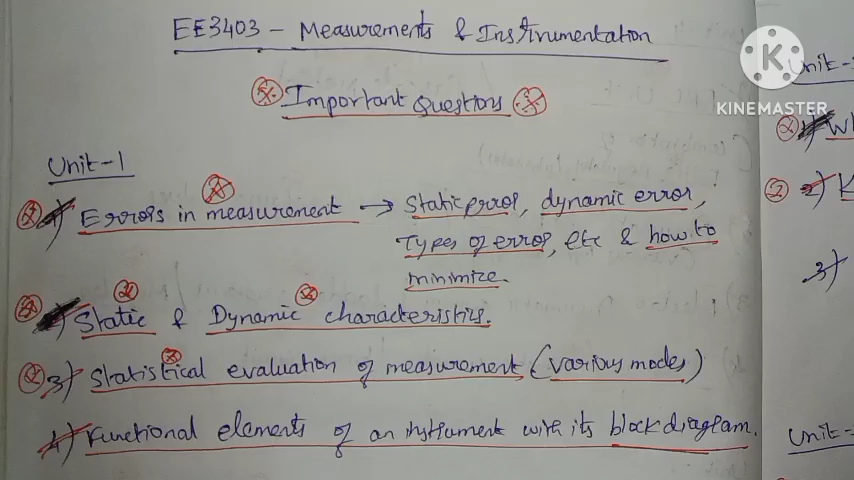 EE3403 - Measurements & Instrumentation
Important Questions
KINEMASTER
Unit-1
Errors in measurement → Static error, dynamic error,
Types of error, etc & how to
minimize.
Static & Dynamic characteristics.
3) Statistical evaluation of measurement (various modes)
4) Functional elements of an instrument with its block diagram.
Unit-
2)
3)
Unit-